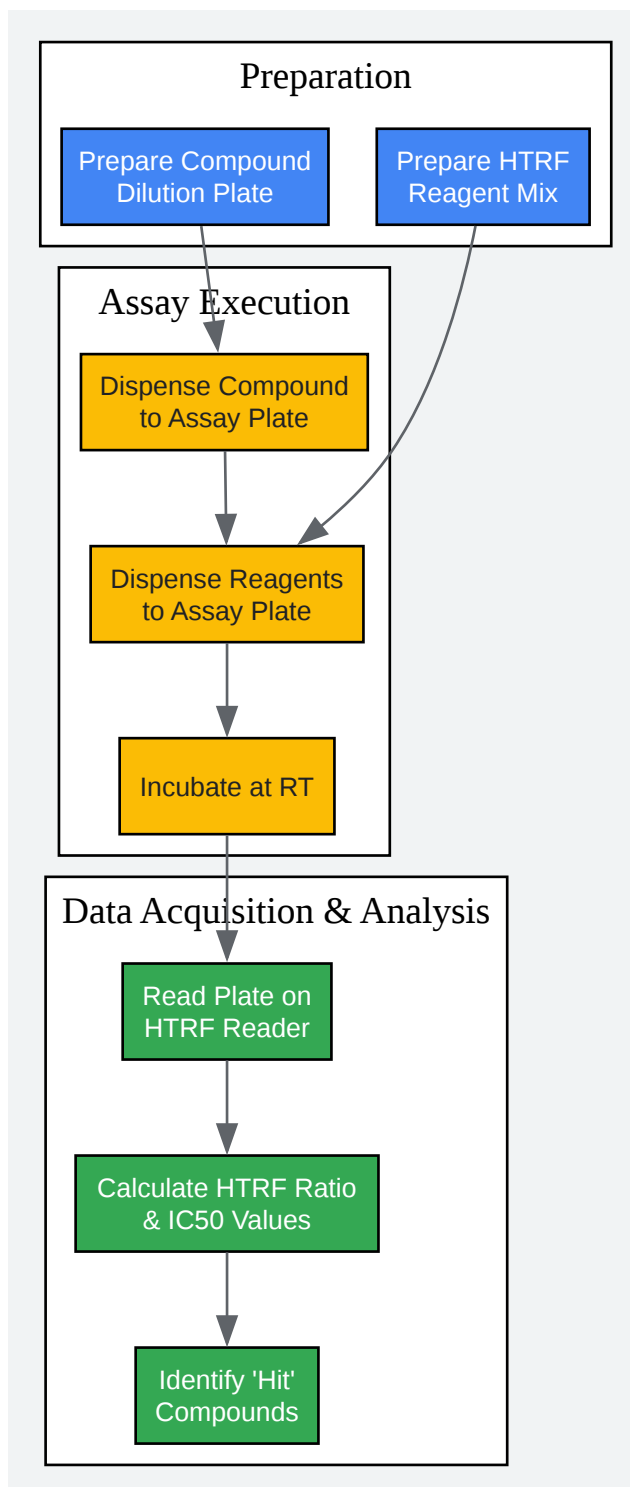 Preparation
Prepare Compound
Dilution Plate
Prepare HTRF
Reagent Mix
Assay Execution
Dispense Compound
to Assay Plate
Dispense Reagents
to Assay Plate
Incubate at RT
Data Acquisition & Analysis
Read Plate on
HTRF Reader
Calculate HTRF Ratio
& IC50 Values
Identify 'Hit'
Compounds